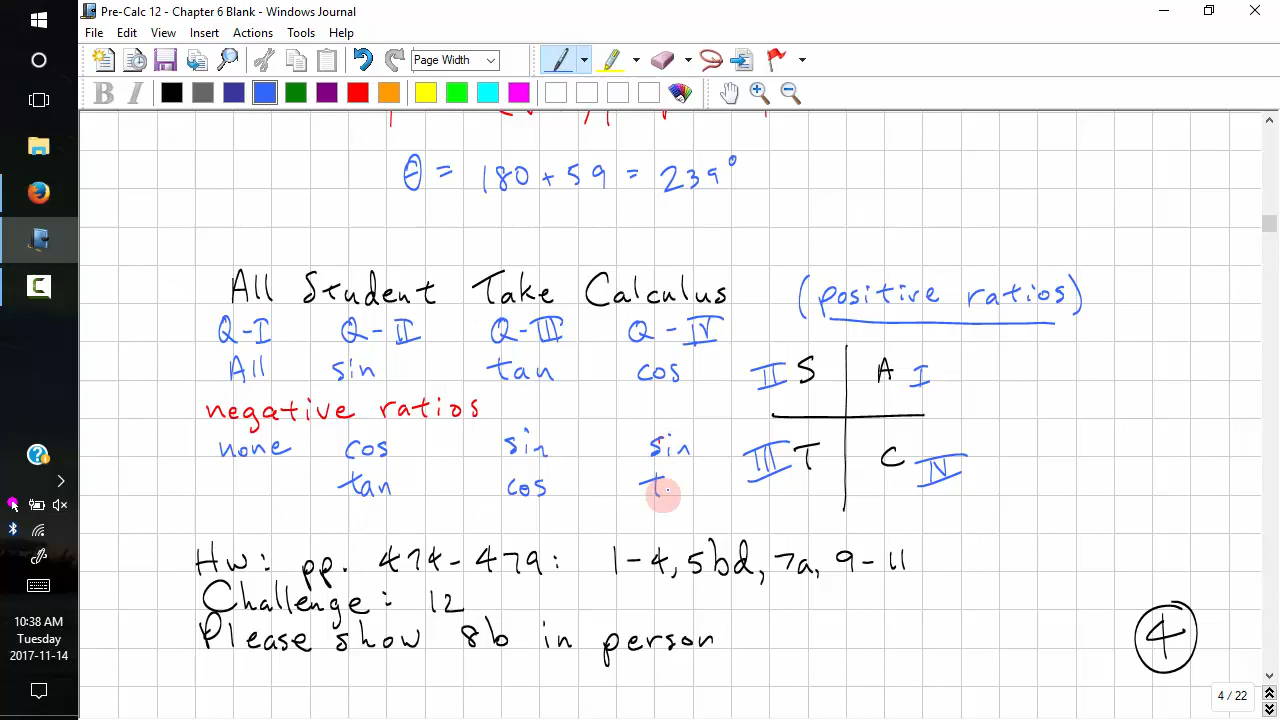 Pre-Calc 12 - Chapter 6 Blank - Windows Journal
File Edit View Insert Actions Tools Help
Page Width
B I
θ = 180 + 59 = 239°
All Student Take Calculus (positive ratios)
Q-I Q-II Q-III Q-IV
All sin tan cos
II S A I
negative ratios
none cos sin sin
III T C IV
tan cos t
Hw: pp. 474-479: 1-4, 5bd, 7a, 9-11
Challenge: 12
Please show 8b in person
4
10:38 AM
Tuesday
2017-11-14
4 / 22